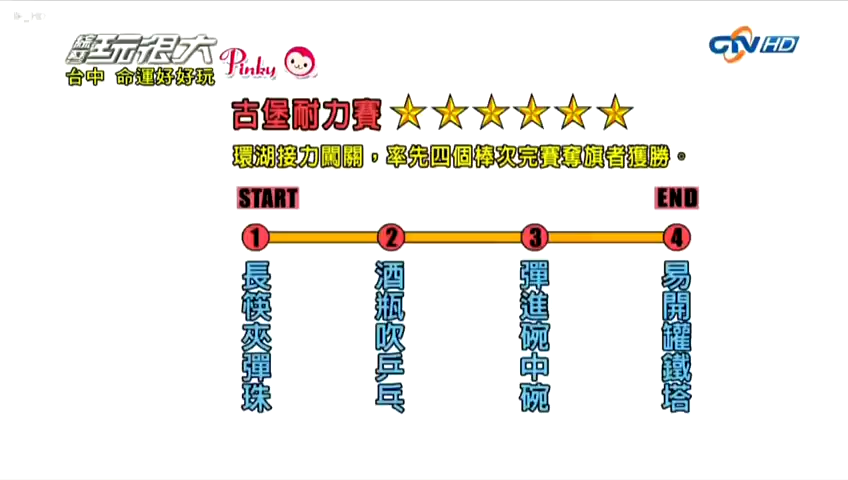 綜藝玩很大
台中 命運好好玩
Pinky
GTV HD
古堡耐力賽
環湖接力闖關，率先四個棒次完賽奪旗者獲勝。
START
END
1
2
3
4
長筷夾彈珠
酒瓶吹乒乓
彈進碗中碗
易開罐鐵塔